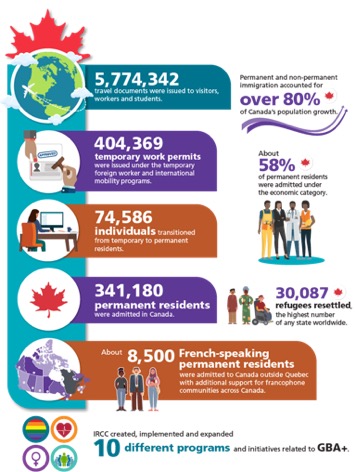 5,774,342
travel documents were issued to visitors,
workers and students.
Permanent and non-permanent
immigration accounted for
over 80%
of Canada's population growth.
APPROVED
404,369
temporary work permits
were issued under the temporary
foreign worker and international
mobility programs.
About
58%
of permanent residents
were admitted under
the economic category.
74,586
individuals transitioned
from temporary to permanent
residents.
341,180
permanent residents
were admitted in Canada.
30,087
refugees resettled,
the highest number
of any state worldwide.
About 8,500 French-speaking
permanent residents
were admitted to Canada outside Quebec
with additional support for francophone
communities across Canada.
IRCC created, implemented and expanded
10 different programs and initiatives related to GBA+.